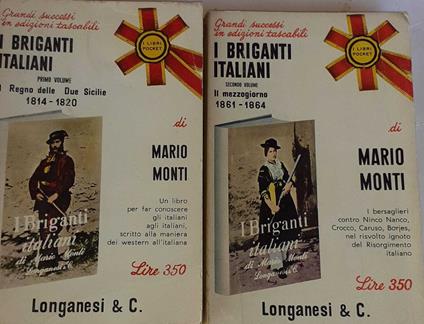 Grandi successi
in edizioni tascabili
I BRIGANTI
ITALIANI
PRIMO VOLUME
Regno delle Due Sicilie
1814-1820
I LIBRI
POCKET
di
MARIO
MONTI
Un libro
per far conoscere
gli italiani
agli italiani,
scritto alla maniera
dei western all'italiana
I Briganti
italiani
di Mario Monti
Longanesi & C.
Lire 350
Longanesi & C.
Grandi successi
in edizioni tascabili
I BRIGANTI
ITALIANI
SECONDO VOLUME
Il mezzogiorno
1861-1864
I LIBRI
POCKET
di
MARIO
MONTI
I bersaglieri
contro Ninco Nanco,
Crocco, Caruso, Borjes,
nel risvolto ignoto
del Risorgimento
italiano
I Briganti
italiani
di Mario Monti
Longanesi & C.
Lire 350
Longanesi & C.